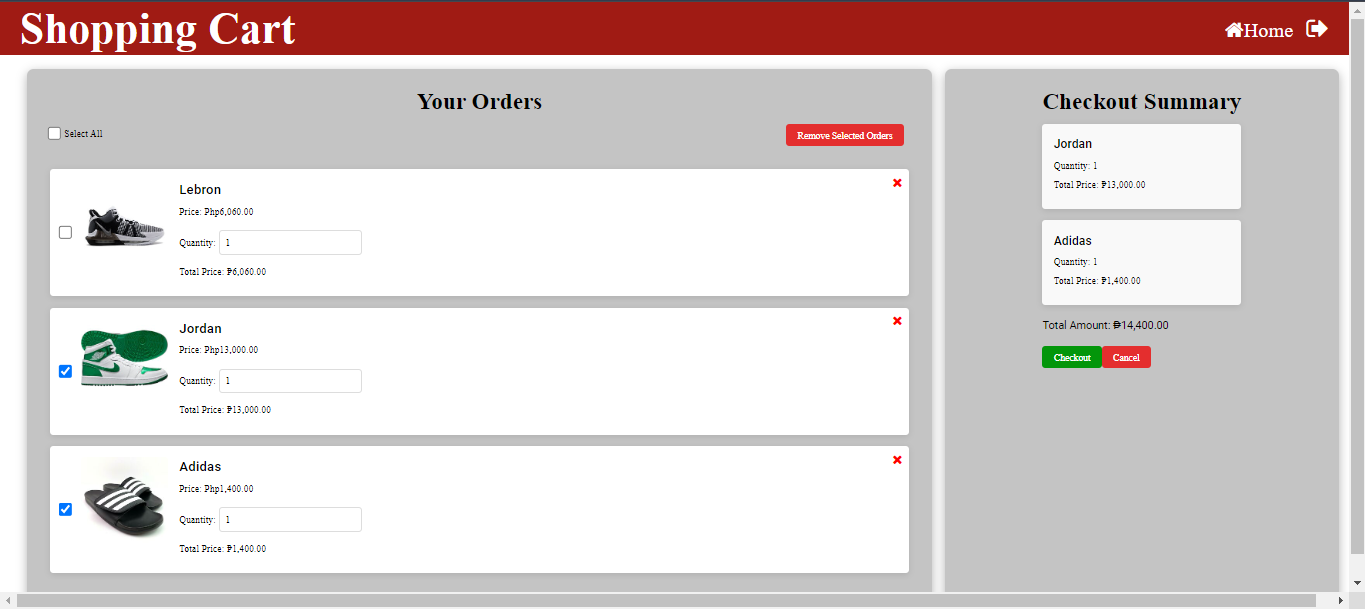 Shopping Cart
Home
Your Orders
Select All
Remove Selected Orders
Lebron
Price: Php6,060.00
Quantity: 1
Total Price: ₱6,060.00
Jordan
Price: Php13,000.00
Quantity: 1
Total Price: ₱13,000.00
Adidas
Price: Php1,400.00
Quantity: 1
Total Price: ₱1,400.00
Checkout Summary
Jordan
Quantity: 1
Total Price: ₱13,000.00
Adidas
Quantity: 1
Total Price: ₱1,400.00
Total Amount: ₱14,400.00
Checkout Cancel